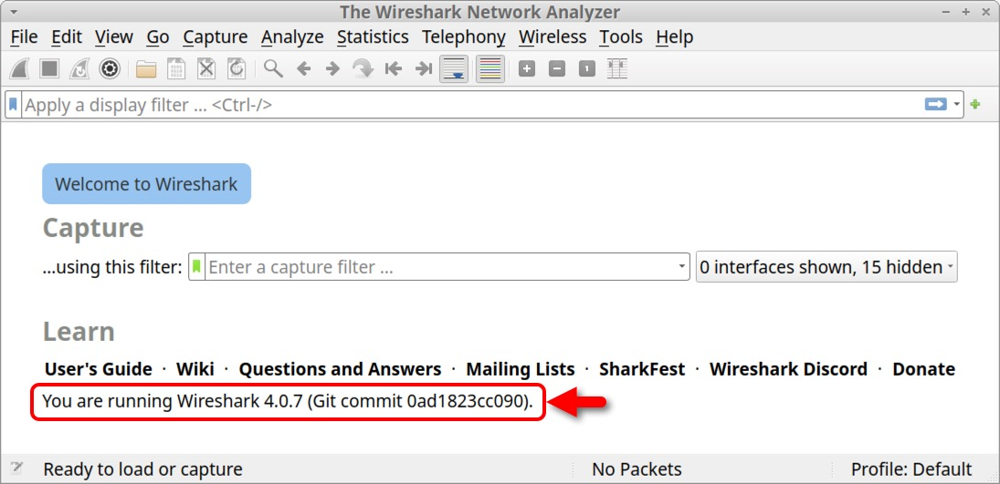 The Wireshark Network Analyzer
File Edit View Go Capture Analyze Statistics Telephony Wireless Tools Help
1
Apply a display filter ... <Ctrl-/>
Welcome to Wireshark
Capture
...using this filter: Enter a capture filter ... 0 interfaces shown, 15 hidden
Learn
User's Guide · Wiki · Questions and Answers · Mailing Lists · SharkFest · Wireshark Discord · Donate
You are running Wireshark 4.0.7 (Git commit 0ad1823cc090).
Ready to load or capture No Packets Profile: Default